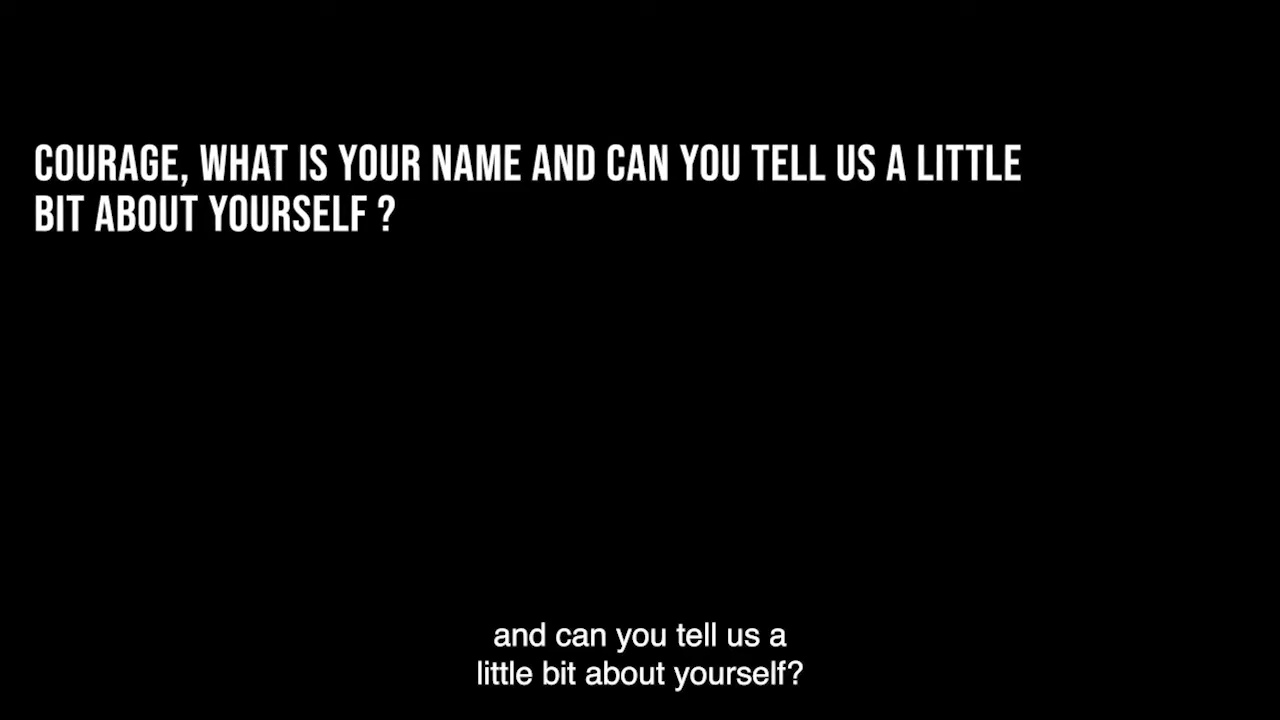 COURAGE, WHAT IS YOUR NAME AND CAN YOU TELL US A LITTLE
BIT ABOUT YOURSELF ?
and can you tell us a
little bit about yourself?